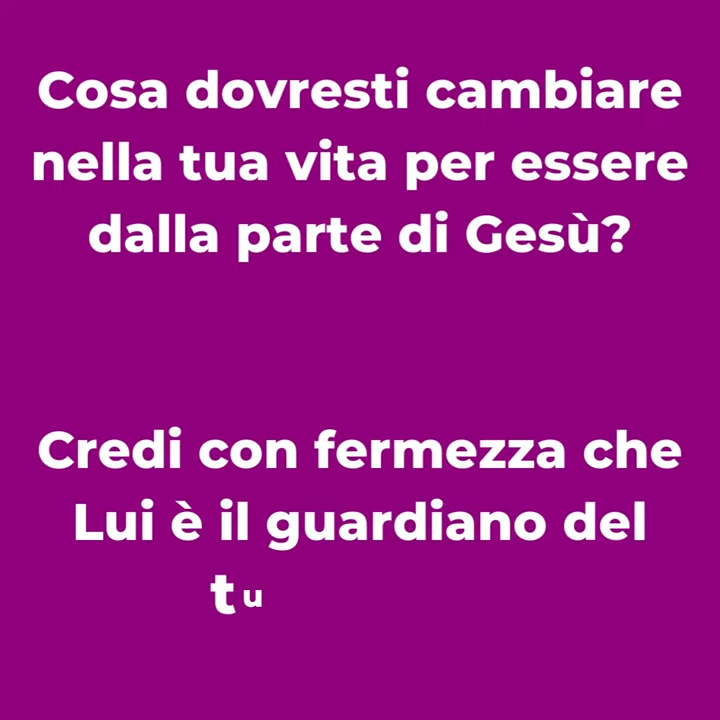 Cosa dovresti cambiare
nella tua vita per essere
dalla parte di Gesù?
Credi con fermezza che
Lui è il guardiano del
tu